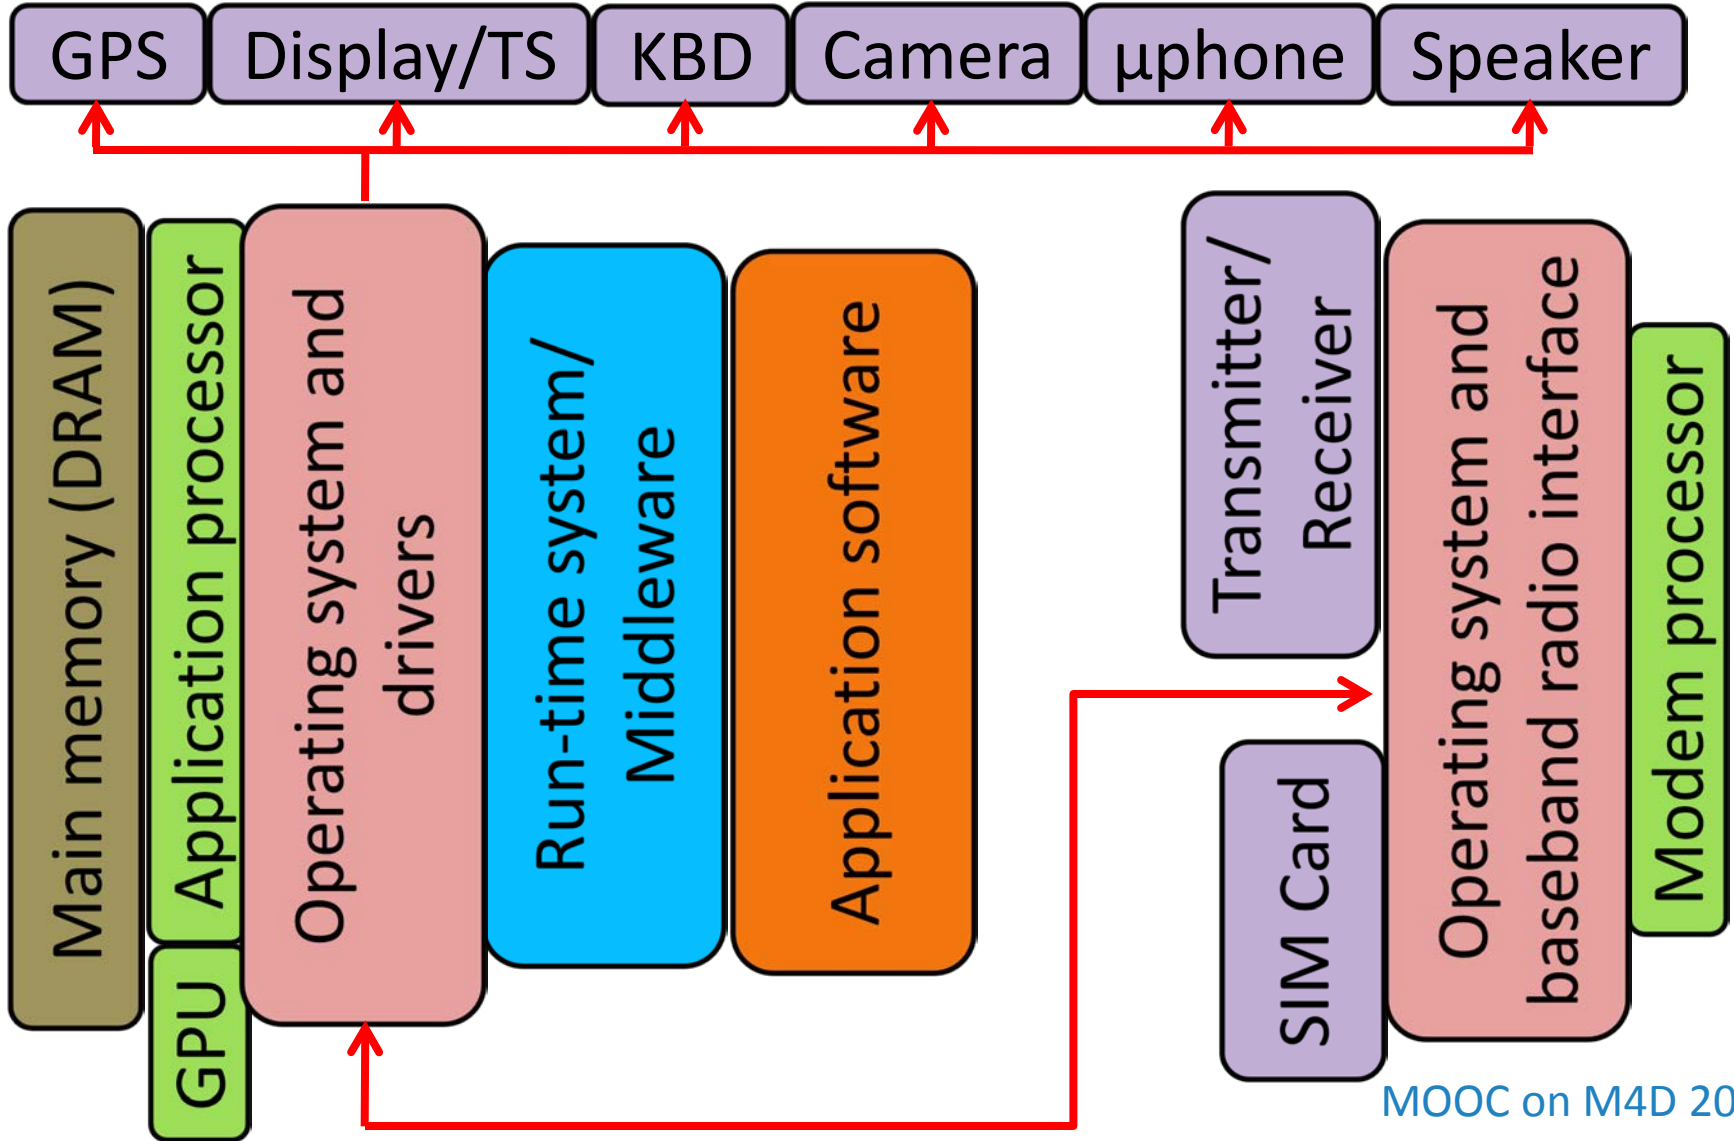 GPS
Display/TS
KBD
Camera
µphone
Speaker
Main memory (DRAM)
Application processor
GPU
Operating system and
drivers
Run-time system/
Middleware
Application software
Transmitter/
Receiver
SIM Card
Operating system and
baseband radio interface
Modem processor
MOOC on M4D 20